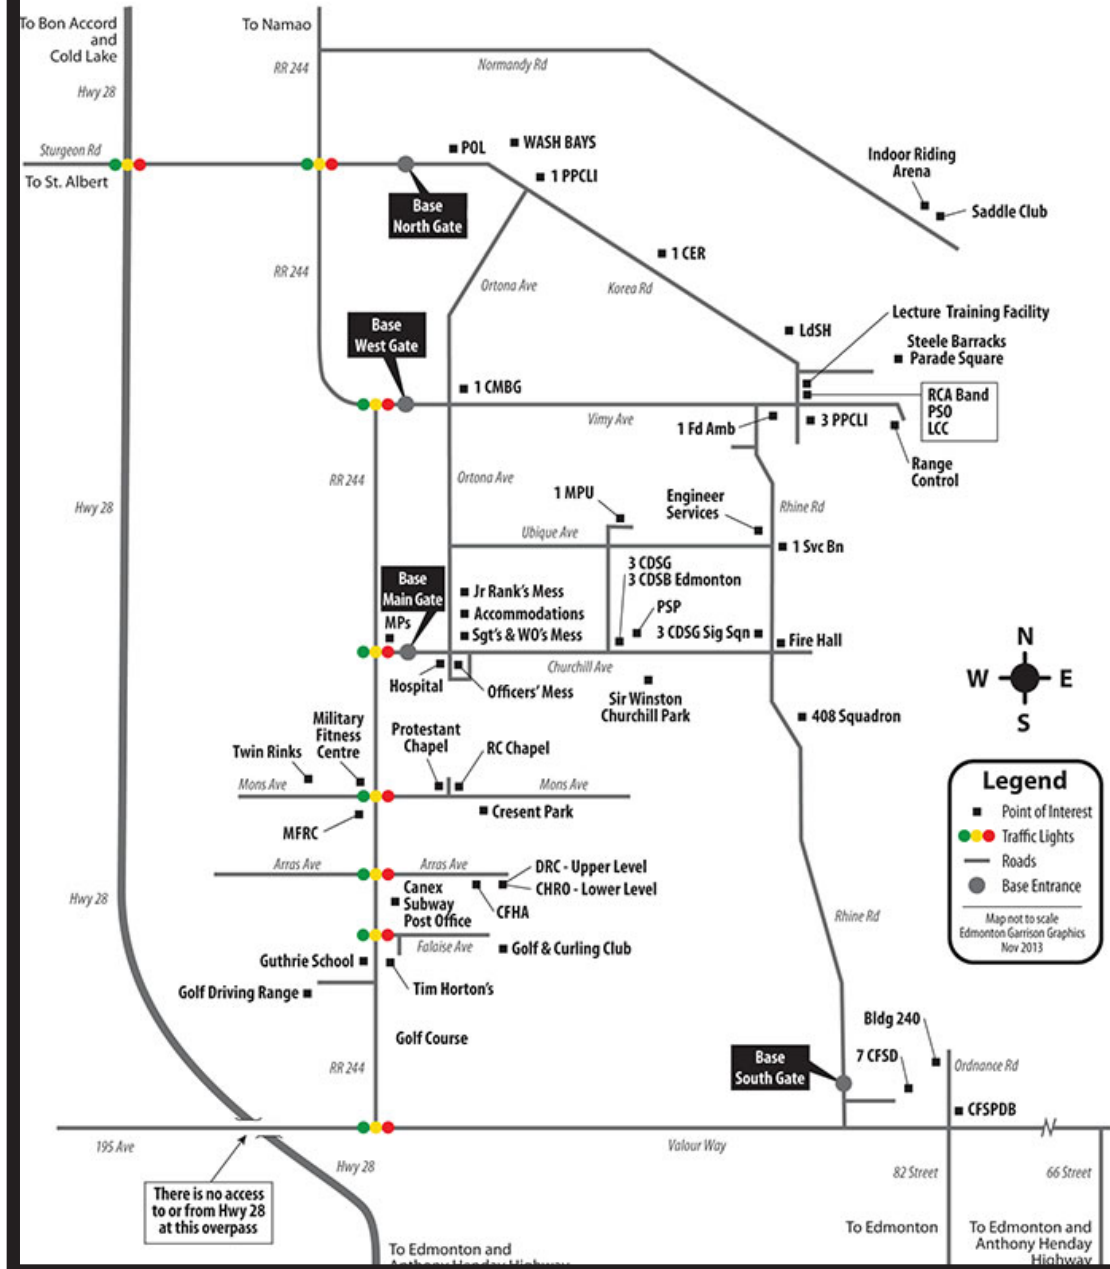 To Bon Accord
and
Cold Lake
Hwy 28
To Namao
RR 244
Normandy Rd
Sturgeon Rd
To St. Albert
POL
WASH BAYS
1 PPCLI
Base
North Gate
Indoor Riding
Arena
Saddle Club
RR 244
Ortona Ave
1 CER
Korea Rd
Base
West Gate
LdSH
Lecture Training Facility
Steele Barracks
Parade Square
1 CMBG
RCA Band
PSO
LCC
Vimy Ave
1 Fd Amb
3 PPCLI
Range
Control
RR 244
Ortona Ave
Hwy 28
1 MPU
Engineer
Services
Rhine Rd
Ubique Ave
1 Svc Bn
3 CDSG
3 CDSB Edmonton
Base
Main Gate
Jr Rank's Mess
Accommodations
Sgt's & WO's Mess
PSP
3 CDSG Sig Sqn
Fire Hall
MPs
Churchill Ave
Hospital
Officers' Mess
Sir Winston
Churchill Park
N
W
E
S
408 Squadron
Military
Fitness
Centre
Twin Rinks
Protestant
Chapel
RC Chapel
Mons Ave
Mons Ave
MFRC
Cresent Park
Legend
Point of Interest
Traffic Lights
Roads
Base Entrance
Map not to scale
Edmonton Garrison Graphics
Nov 2013
Arras Ave
Arras Ave
DRC - Upper Level
CHRO - Lower Level
CFHA
Canex
Subway
Post Office
Hwy 28
Rhine Rd
Falaise Ave
Golf & Curling Club
Guthrie School
Tim Horton's
Golf Driving Range
Golf Course
RR 244
Bldg 240
7 CFSD
Ordnance Rd
Base
South Gate
CFSPDB
195 Ave
Valour Way
Hwy 28
82 Street
66 Street
There is no access
to or from Hwy 28
at this overpass
To Edmonton
To Edmonton and
Anthony Henday
Highway
To Edmonton and
Anthony Henday Highway